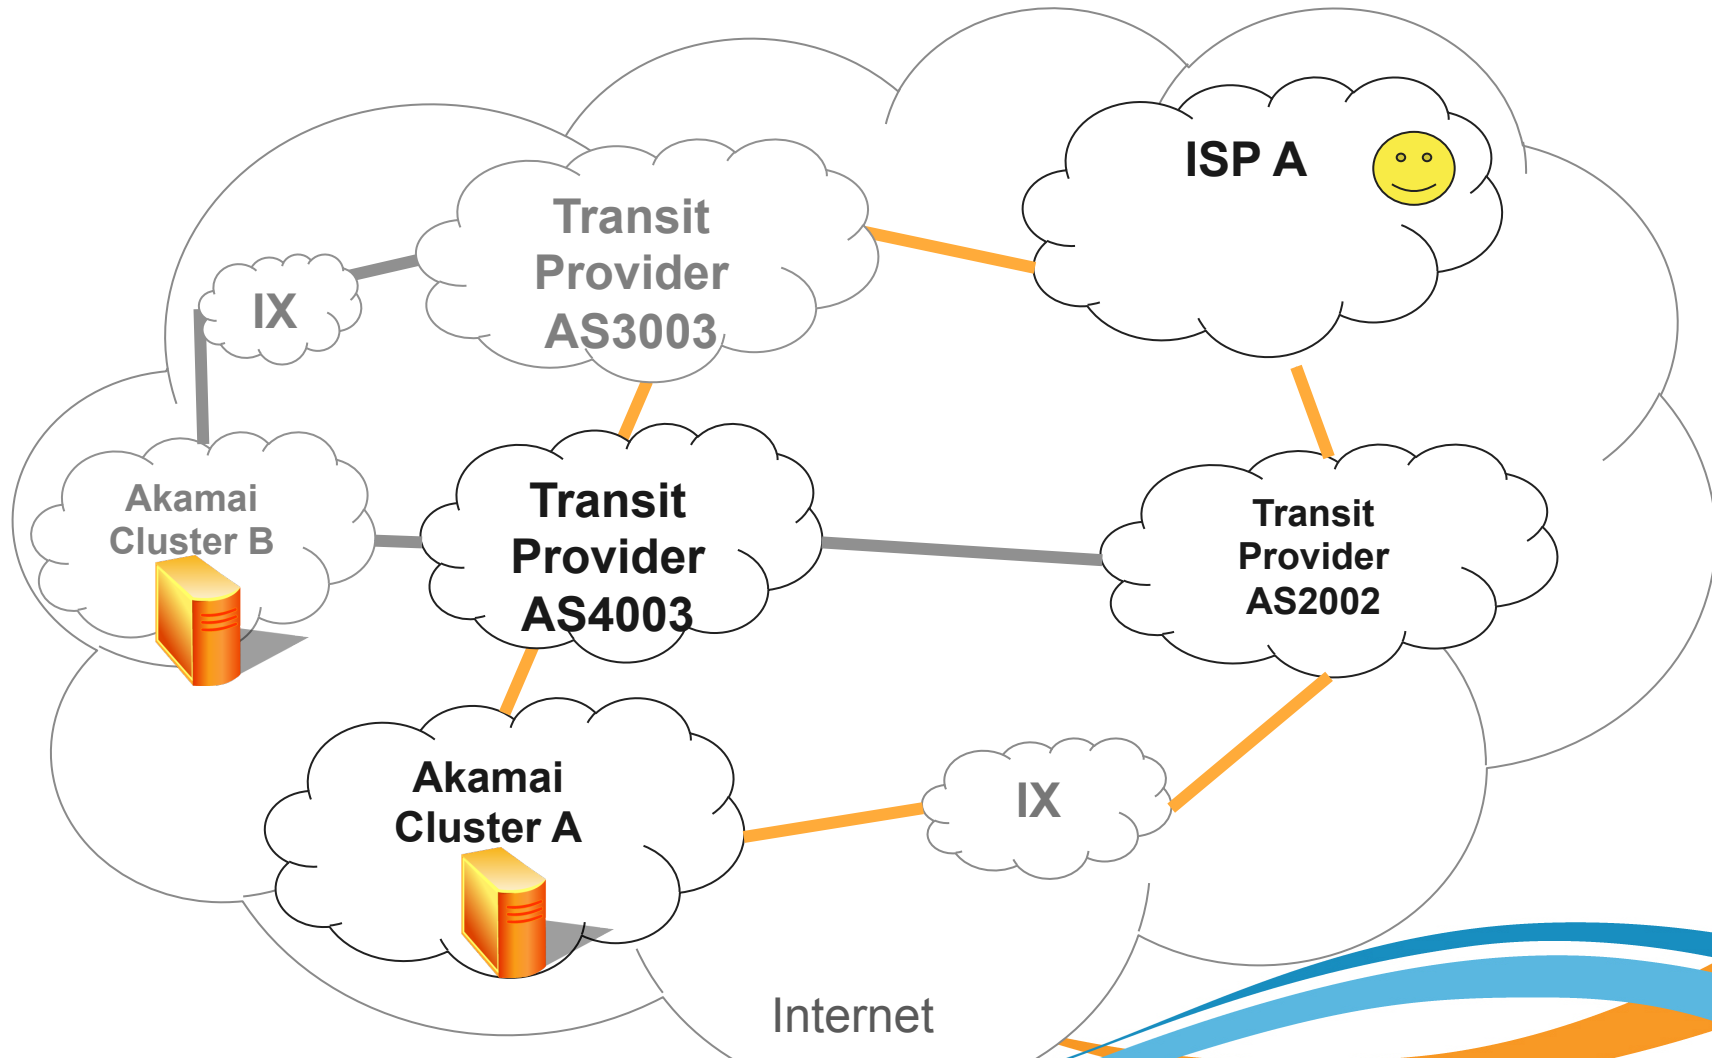 ISP A
Transit
Provider
AS3003
IX
Akamai
Cluster B
Transit
Provider
AS4003
Transit
Provider
AS2002
Akamai
Cluster A
IX
Internet